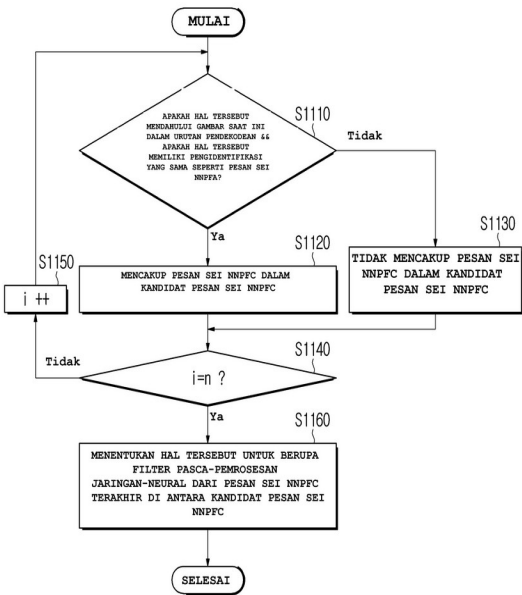 MULAI
APAKAH HAL TERSEBUT
MENDAHULUI GAMBAR SAAT INI
DALAM URUTAN PENDEKODEAN &&
APAKAH HAL TERSEBUT
MEMILIKI PENGIDENTIFIKASI
YANG SAMA SEPERTI PESAN SEI
NNPFA?
S1110
Tidak
Ya
S1120
MENCAKUP PESAN SEI NNPFC DALAM
KANDIDAT PESAN SEI NNPFC
S1130
TIDAK MENCAKUP PESAN SEI
NNPFC DALAM KANDIDAT
PESAN SEI NNPFC
S1150
i ++
S1140
i=n ?
Tidak
Ya
S1160
MENENTUKAN HAL TERSEBUT UNTUK BERUPA
FILTER PASCA-PEMROSESAN
JARINGAN-NEURAL DARI PESAN SEI NNPFC
TERAKHIR DI ANTARA KANDIDAT PESAN SEI
NNPFC
SELESAI